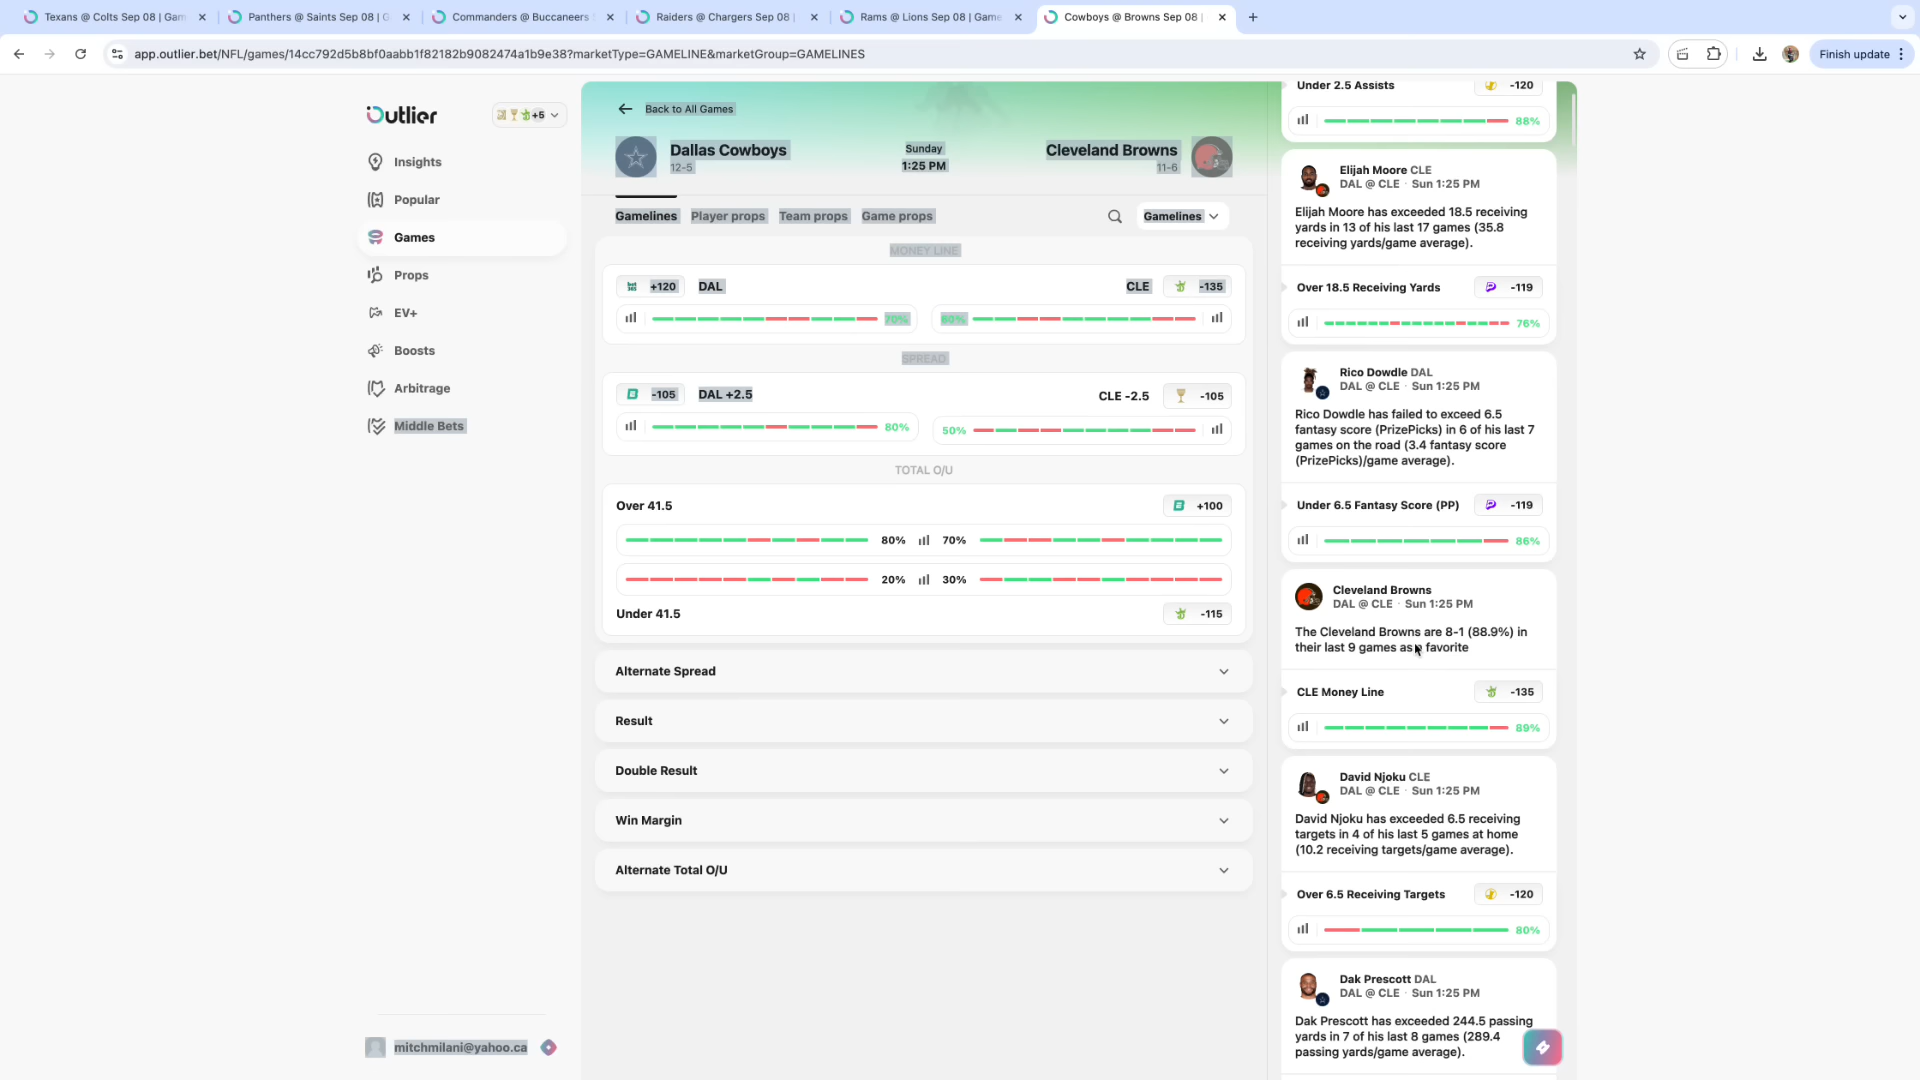 Texans @ Colts Sep 08 | Gam
Panthers @ Saints Sep 08 | G
Commanders @ Buccaneers
Raiders @ Chargers Sep 08 |
Rams @ Lions Sep 08 | Game
Cowboys @ Browns Sep 08 |
app.outlier.bet/NFL/games/14cc792d5b8bf0aabb1f82182b9082474a1b9e38?marketType=GAMELINE&marketGroup=GAMELINES
Finish update
Outlier
+5
Insights
Popular
Games
Props
EV+
Boosts
Arbitrage
Middle Bets
mitchmilani@yahoo.ca
Back to All Games
Dallas Cowboys
12-5
Sunday
1:25 PM
Cleveland Browns
11-6
Gamelines
Player props
Team props
Game props
Gamelines
MONEY LINE
+120 DAL
CLE -135
70%
60%
SPREAD
-105 DAL +2.5
CLE -2.5 -105
80%
50%
TOTAL O/U
Over 41.5 +100
80% 70%
20% 30%
Under 41.5 -115
Alternate Spread
Result
Double Result
Win Margin
Alternate Total O/U
Under 2.5 Assists -120
88%
Elijah Moore CLE
DAL @ CLE · Sun 1:25 PM
Elijah Moore has exceeded 18.5 receiving
yards in 13 of his last 17 games (35.8
receiving yards/game average).
Over 18.5 Receiving Yards -119
76%
Rico Dowdle DAL
DAL @ CLE · Sun 1:25 PM
Rico Dowdle has failed to exceed 6.5
fantasy score (PrizePicks) in 6 of his last 7
games on the road (3.4 fantasy score
(PrizePicks)/game average).
Under 6.5 Fantasy Score (PP) -119
86%
Cleveland Browns
DAL @ CLE · Sun 1:25 PM
The Cleveland Browns are 8-1 (88.9%) in
their last 9 games as a favorite
CLE Money Line -135
89%
David Njoku CLE
DAL @ CLE · Sun 1:25 PM
David Njoku has exceeded 6.5 receiving
targets in 4 of his last 5 games at home
(10.2 receiving targets/game average).
Over 6.5 Receiving Targets -120
80%
Dak Prescott DAL
DAL @ CLE · Sun 1:25 PM
Dak Prescott has exceeded 244.5 passing
yards in 7 of his last 8 games (289.4
passing yards/game average).